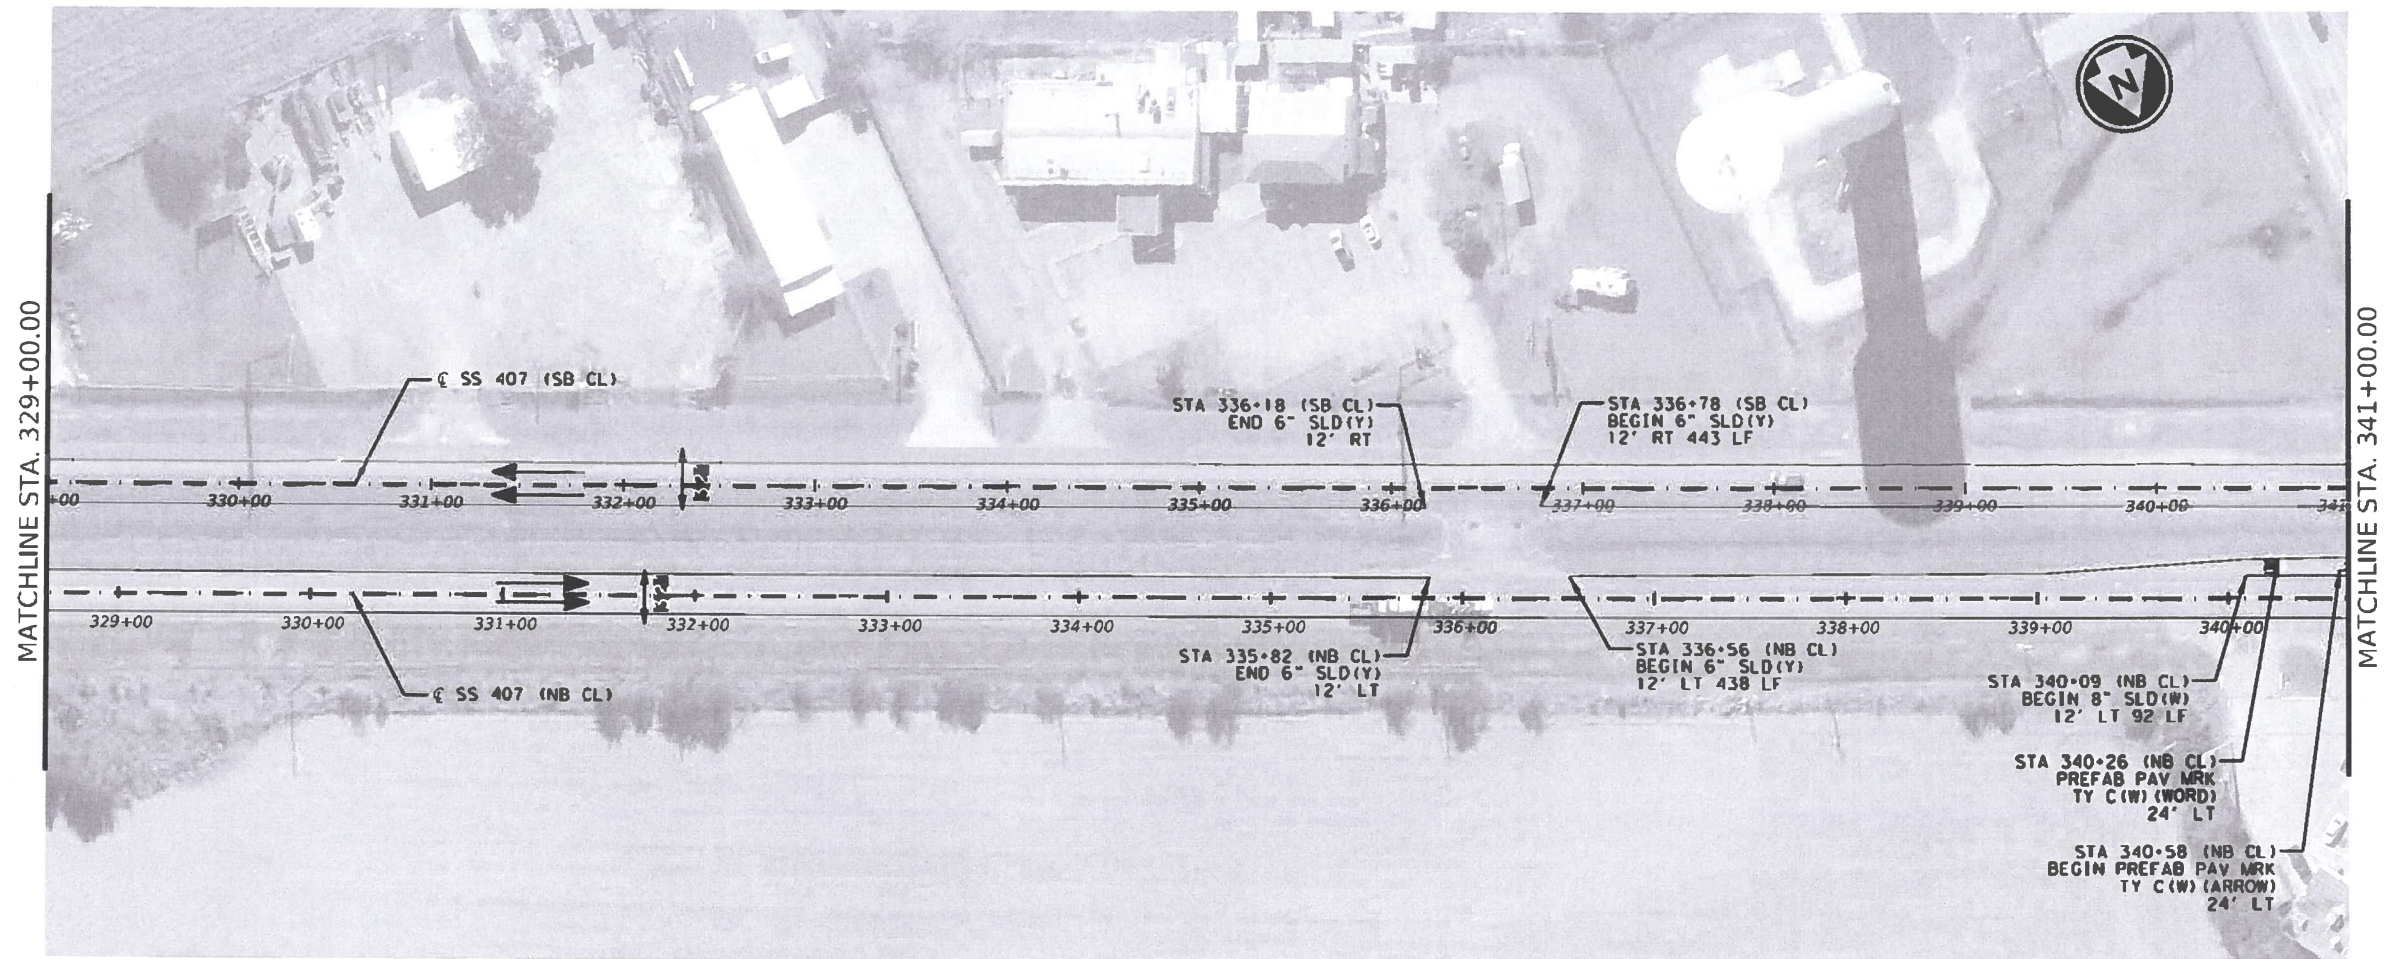 N
MATCHLINE STA. 329+00.00
MATCHLINE STA. 341+00.00
℄ SS 407 (SB CL)
STA 336+18 (SB CL)
END 6" SLD(Y)
12' RT
STA 336+78 (SB CL)
BEGIN 6" SLD(Y)
12' RT 443 LF
+00
330+00
331+00
332+00
333+00
334+00
335+00
336+00
337+00
338+00
339+00
340+00
341
329+00
330+00
331+00
332+00
333+00
334+00
335+00
336+00
337+00
338+00
339+00
340+00
℄ SS 407 (NB CL)
STA 335+82 (NB CL)
END 6" SLD(Y)
12' LT
STA 336+56 (NB CL)
BEGIN 6" SLD(Y)
12' LT 438 LF
STA 340+09 (NB CL)
BEGIN 8" SLD(W)
12' LT 92 LF
STA 340+26 (NB CL)
PREFAB PAV MRK
TY C(W) (WORD)
24' LT
STA 340+58 (NB CL)
BEGIN PREFAB PAV MRK
TY C(W) (ARROW)
24' LT